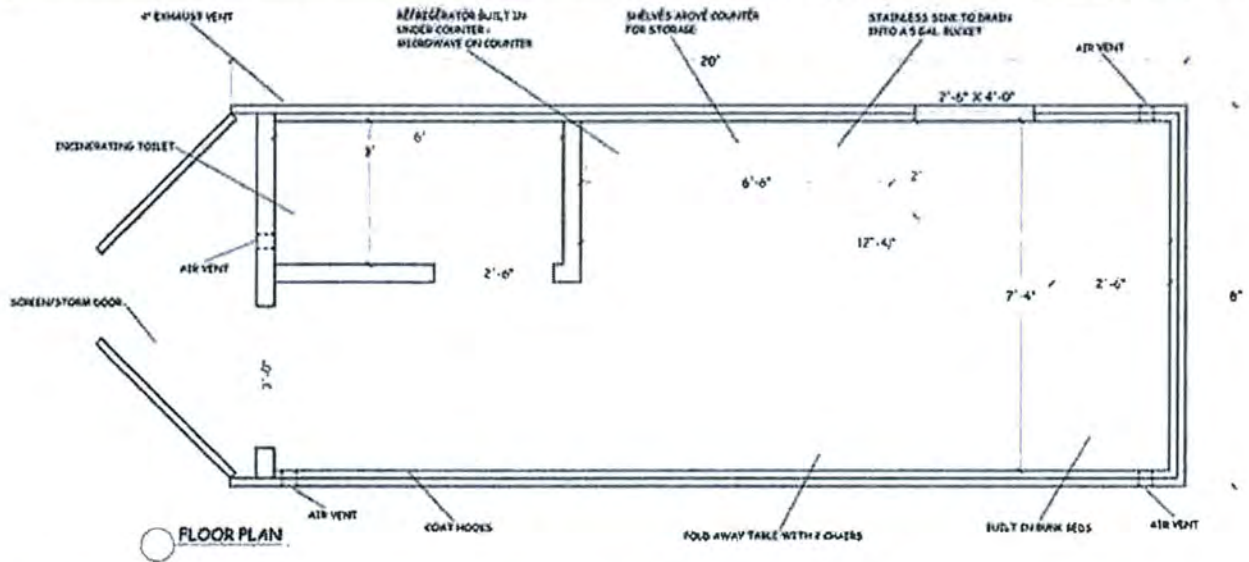 4" EXHAUST VENT
REFRIGERATOR BUILT IN
UNDER COUNTER -
MICROWAVE ON COUNTER
SHELVES ABOVE COUNTER
FOR STORAGE
STAINLESS SINK TO DRAIN
INTO A 5 GAL BUCKET
AIR VENT
20'
2'-6" X 4'-0"
INCINERATING TOILET
6'
3'
6'-6"
2'
12'-4"
AIR VENT
2'-6"
7'-4"
2'-6"
8'
SCREEN/STORM DOOR
3'-0"
AIR VENT
COAT HOOKS
FOLD AWAY TABLE WITH 2 CHAIRS
BUILT IN BUNK BEDS
AIR VENT
FLOOR PLAN